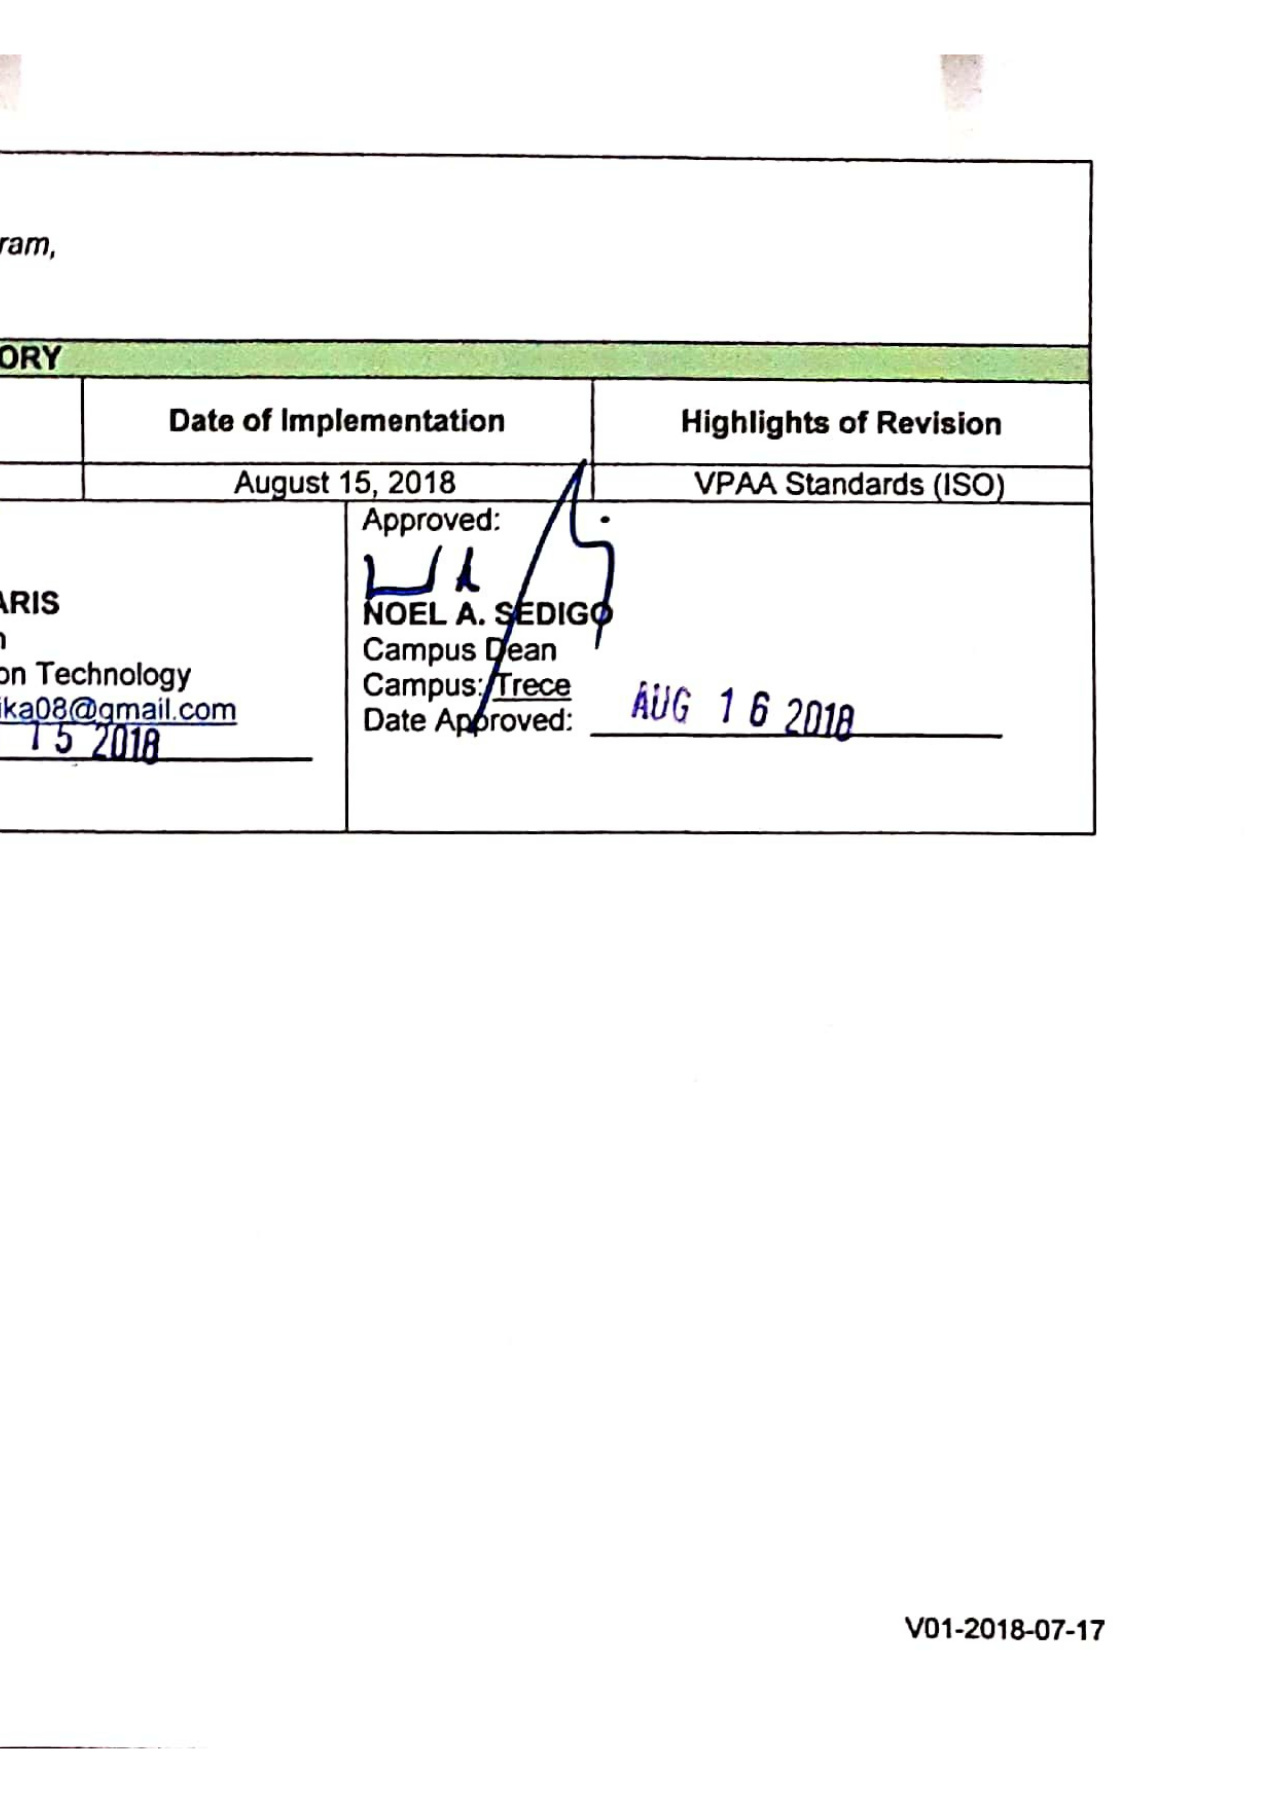 ram,
ORY
Date of Implementation
Highlights of Revision
August 15, 2018
VPAA Standards (ISO)
ARIS
n
on Technology
ika08@gmail.com
15 2018
Approved:
NOEL A. SEDIGO
Campus Dean
Campus: Trece
Date Approved: AUG 16 2018
V01-2018-07-17